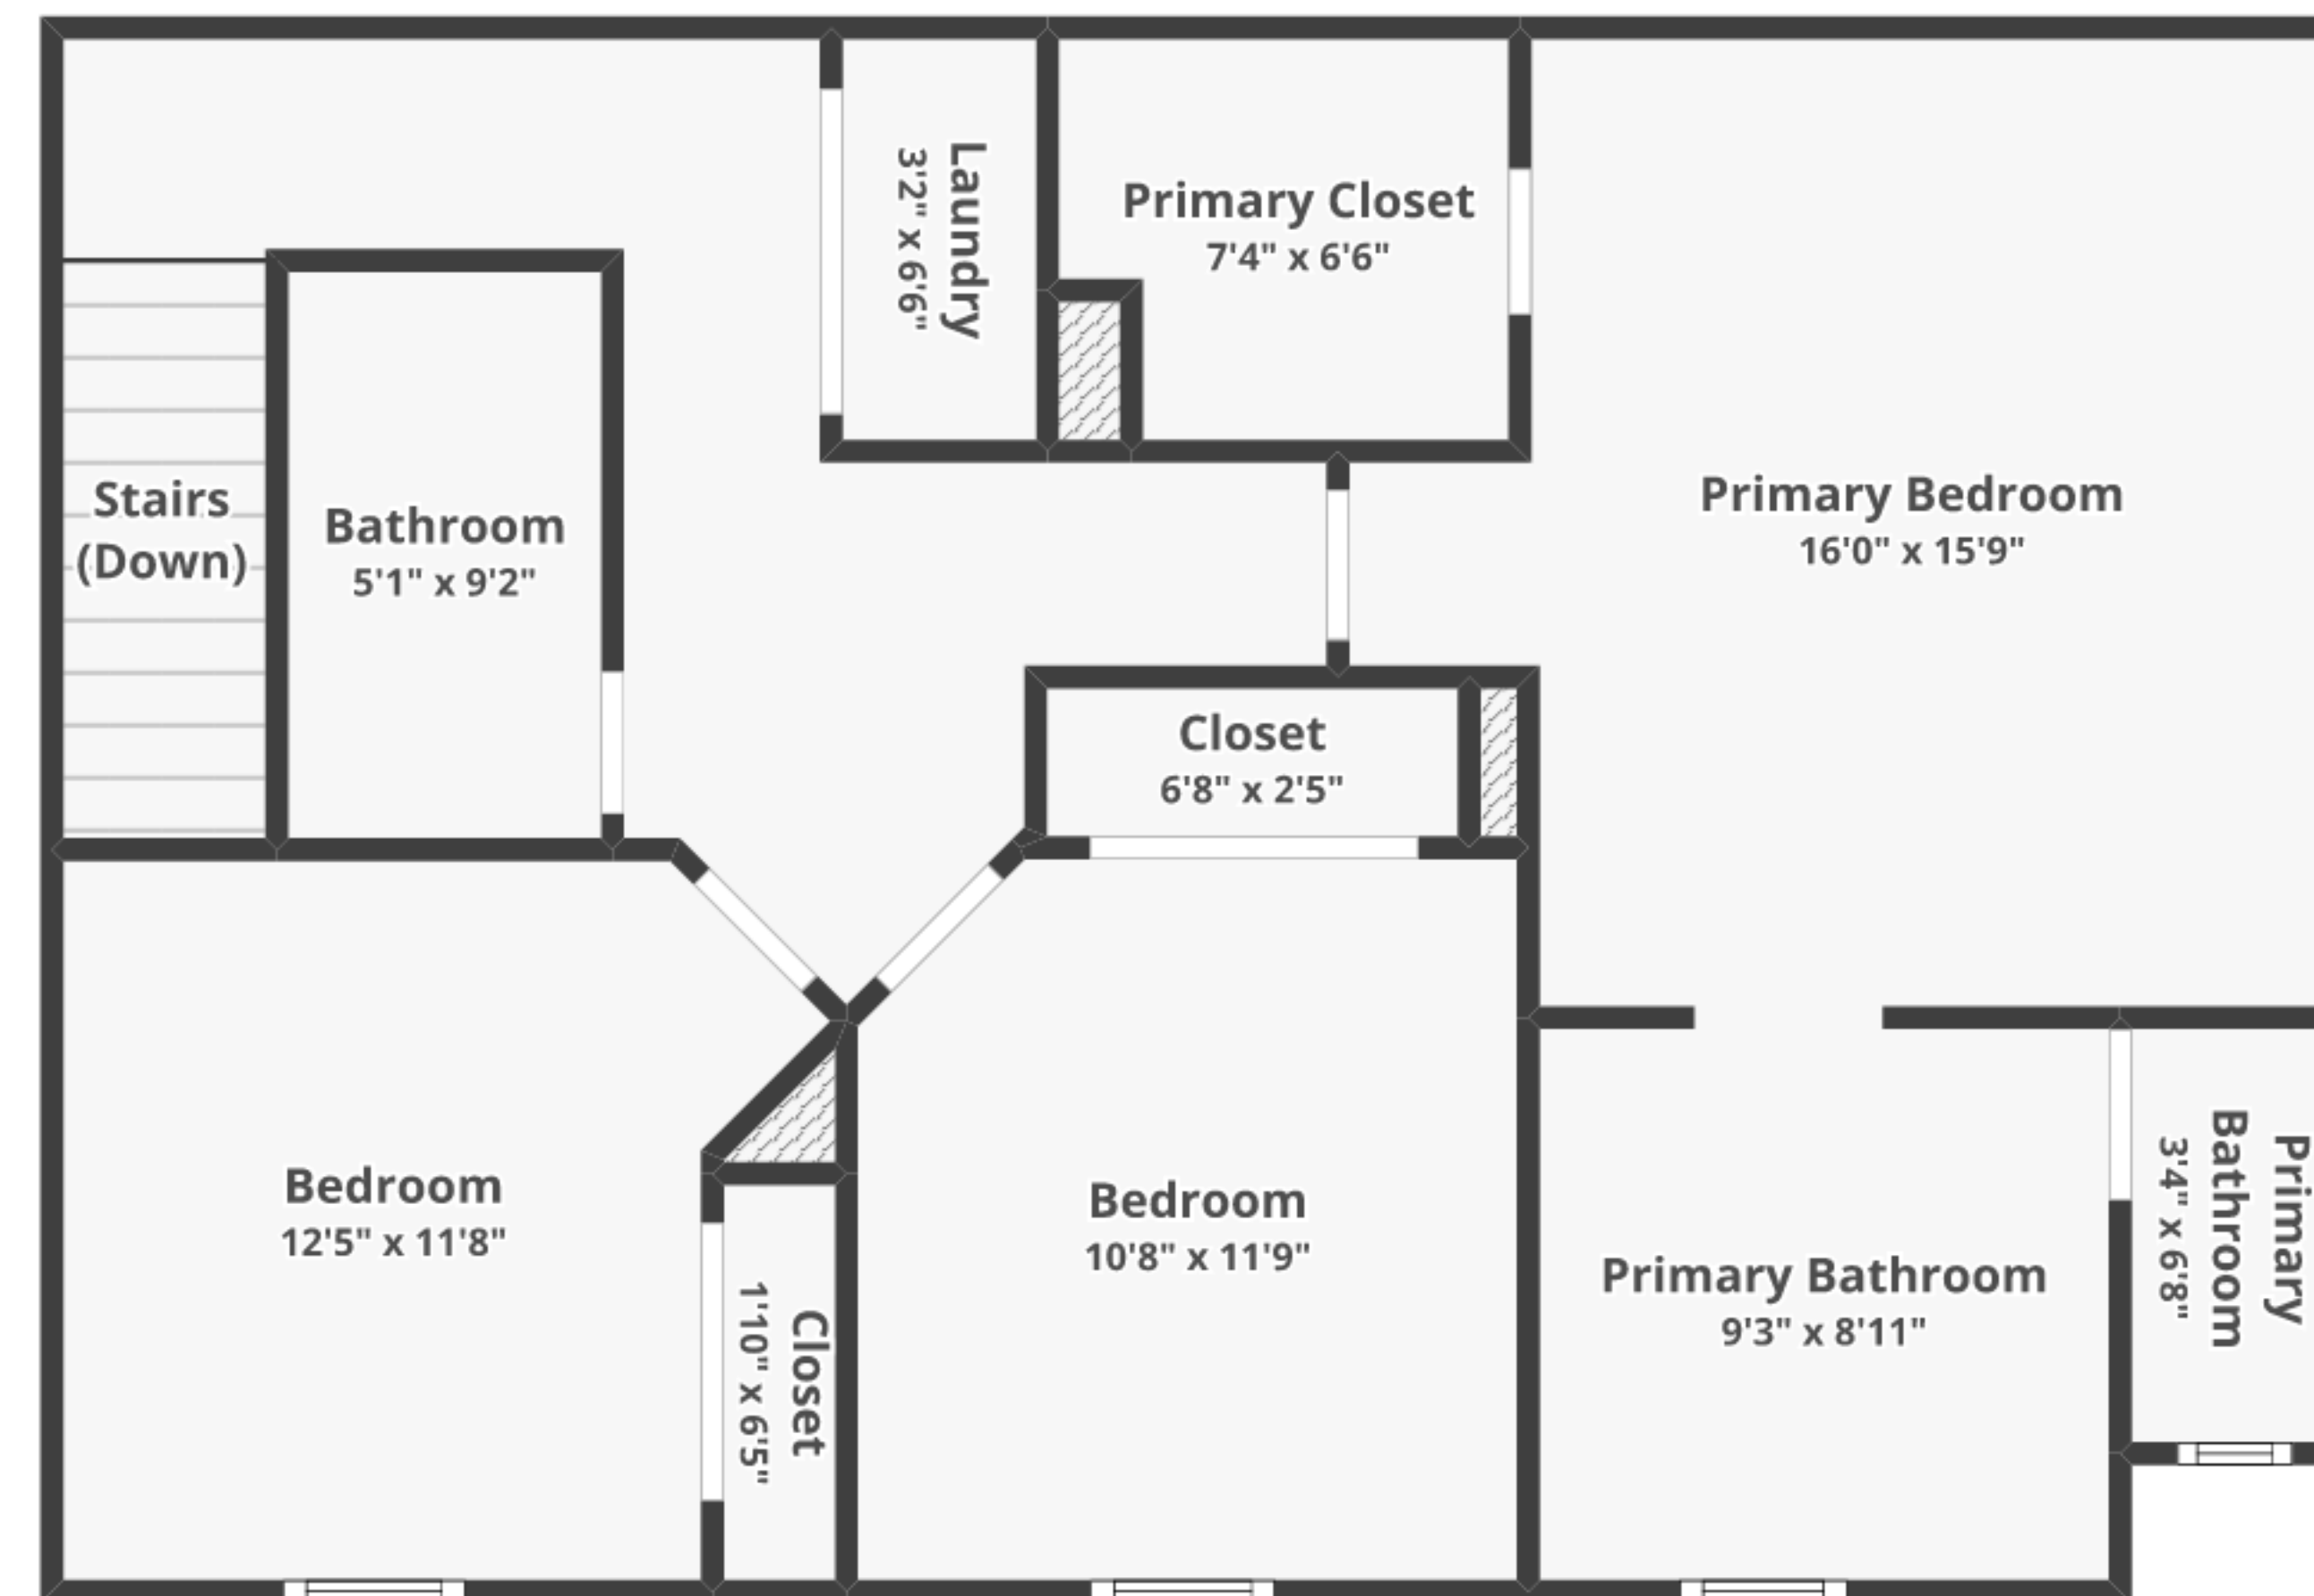 Laundry
3'2" x 6'6"
Primary Closet
7'4" x 6'6"
Stairs
(Down)
Bathroom
5'1" x 9'2"
Primary Bedroom
16'0" x 15'9"
Closet
6'8" x 2'5"
Bedroom
12'5" x 11'8"
Closet
1'10" x 6'5"
Bedroom
10'8" x 11'9"
Primary Bathroom
9'3" x 8'11"
Primary
Bathroom
3'4" x 6'8"